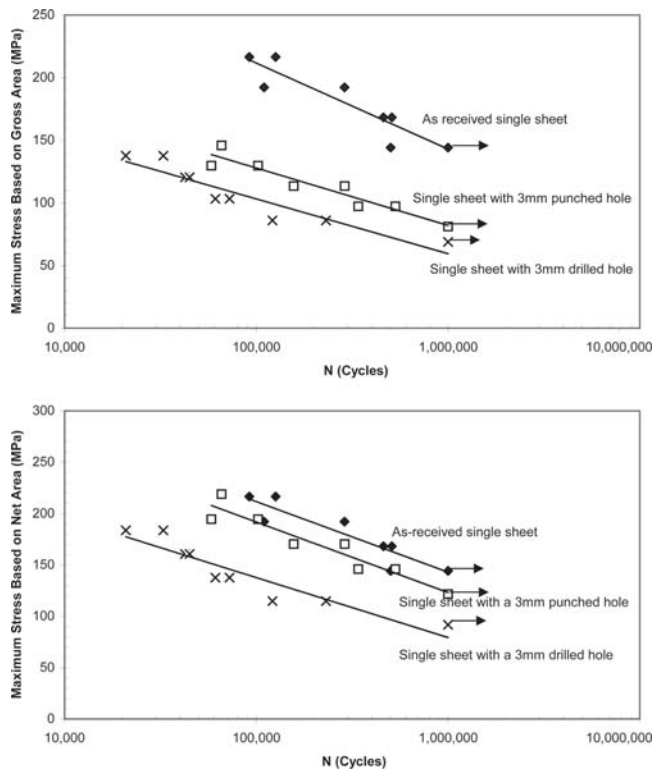 Maximum Stress Based on Gross Area (MPa)
250
200
150
100
50
0
As received single sheet
Single sheet with 3mm punched hole
Single sheet with 3mm drilled hole
10,000
100,000
1,000,000
10,000,000
N (Cycles)
Maximum Stress Based on Net Area (MPa)
300
250
200
150
100
50
0
As-received single sheet
Single sheet with a 3mm punched hole
Single sheet with a 3mm drilled hole
10,000
100,000
1,000,000
10,000,000
N (Cycles)